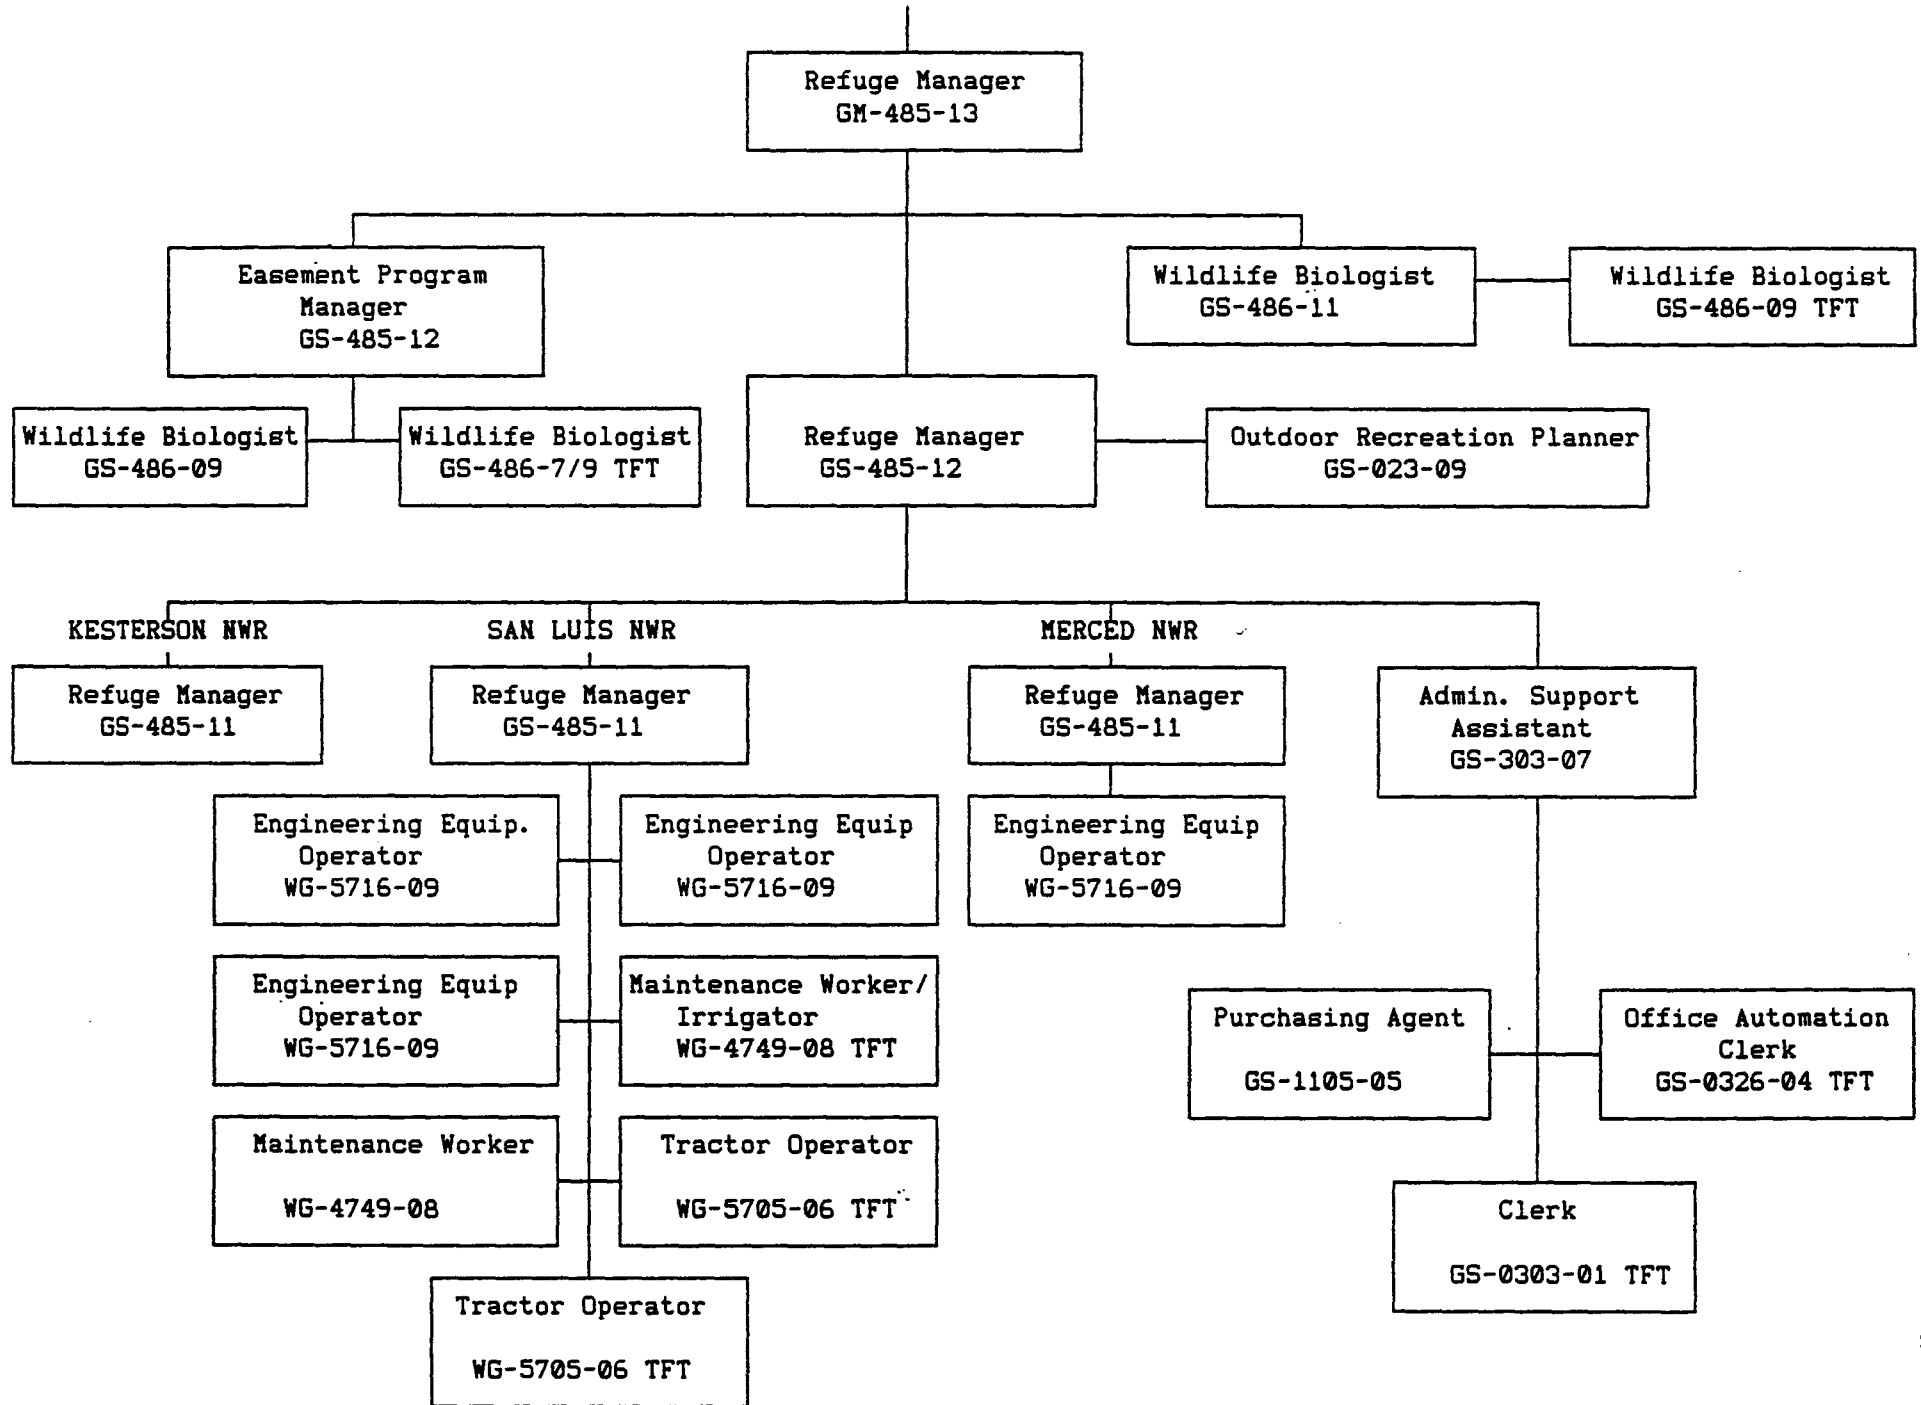 Refuge Manager
GM-485-13
Easement Program
Manager
GS-485-12
Wildlife Biologist
GS-486-11
Wildlife Biologist
GS-486-09 TFT
Wildlife Biologist
GS-486-09
Wildlife Biologist
GS-486-7/9 TFT
Refuge Manager
GS-485-12
Outdoor Recreation Planner
GS-023-09
KESTERSON NWR
SAN LUIS NWR
MERCED NWR
Refuge Manager
GS-485-11
Refuge Manager
GS-485-11
Refuge Manager
GS-485-11
Admin. Support
Assistant
GS-303-07
Engineering Equip.
Operator
WG-5716-09
Engineering Equip
Operator
WG-5716-09
Engineering Equip
Operator
WG-5716-09
Engineering Equip
Operator
WG-5716-09
Maintenance Worker/
Irrigator
WG-4749-08 TFT
Purchasing Agent
GS-1105-05
Office Automation
Clerk
GS-0326-04 TFT
Maintenance Worker
WG-4749-08
Tractor Operator
WG-5705-06 TFT
Clerk
GS-0303-01 TFT
Tractor Operator
WG-5705-06 TFT